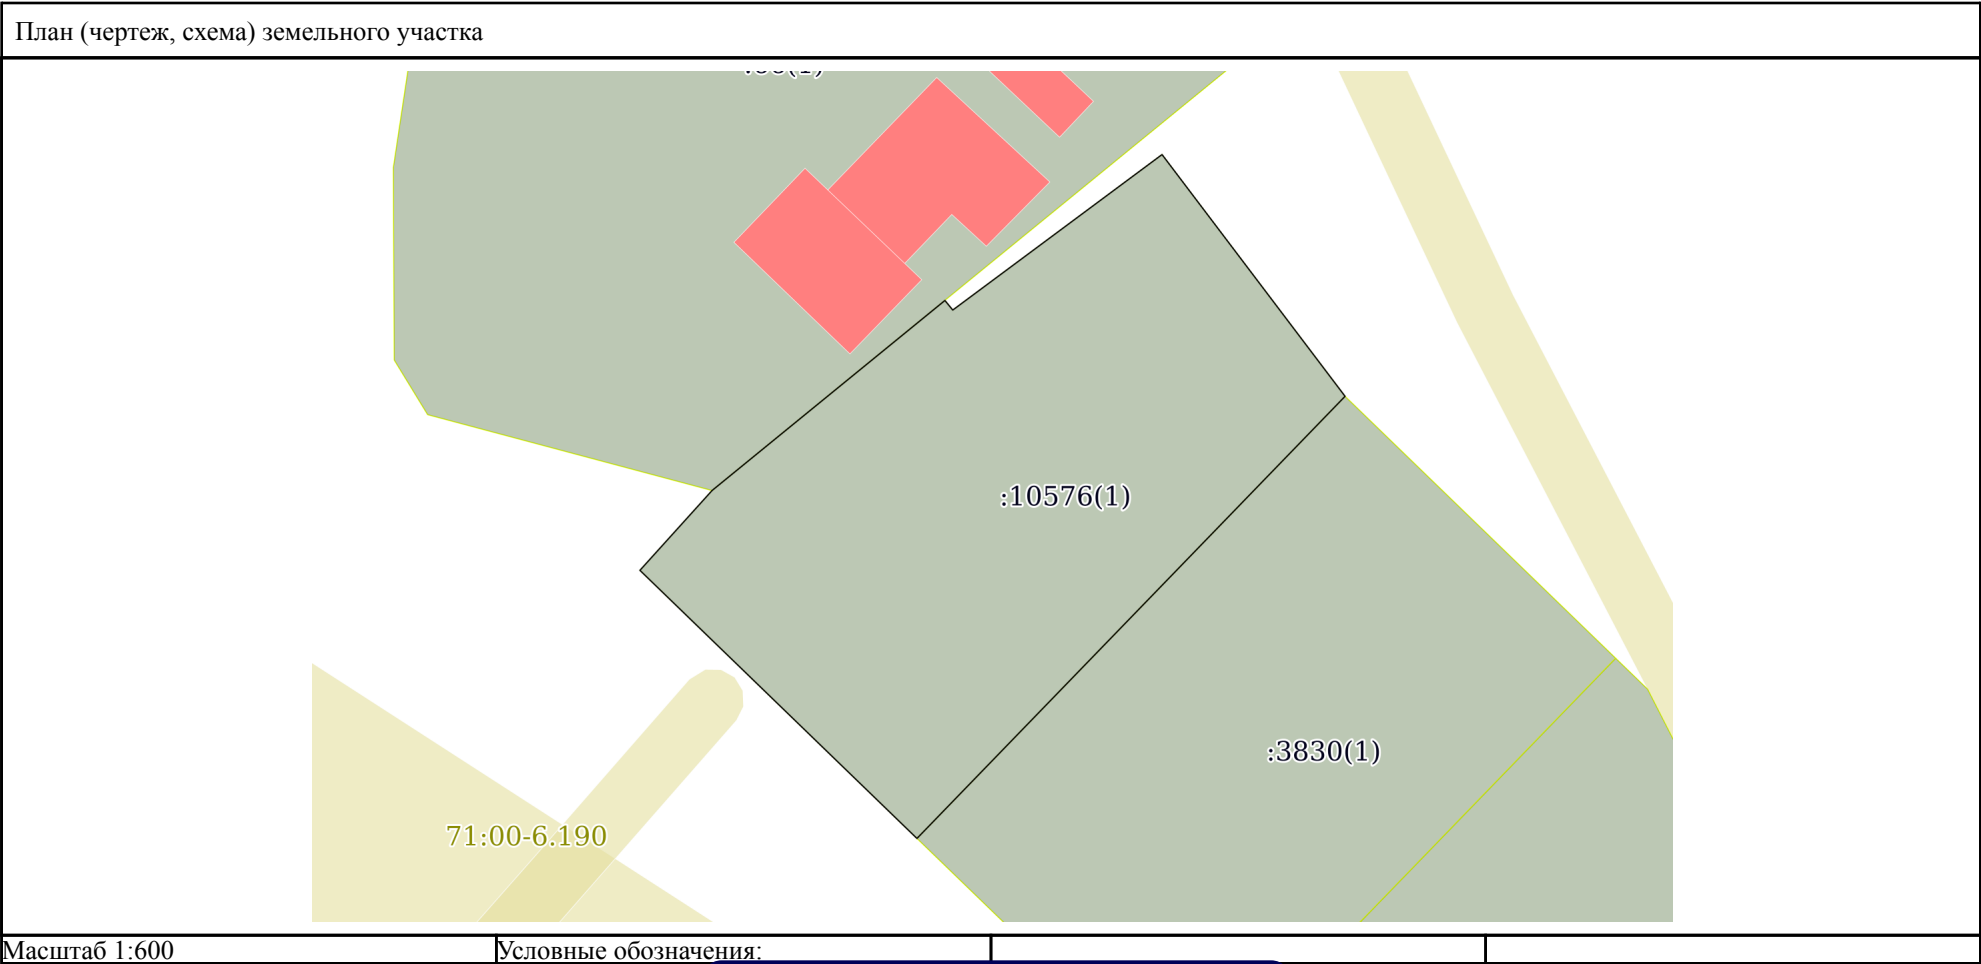 План (чертеж, схема) земельного участка
:10576(1)
:3830(1)
71:00-6.190
Масштаб 1:600
Условные обозначения: